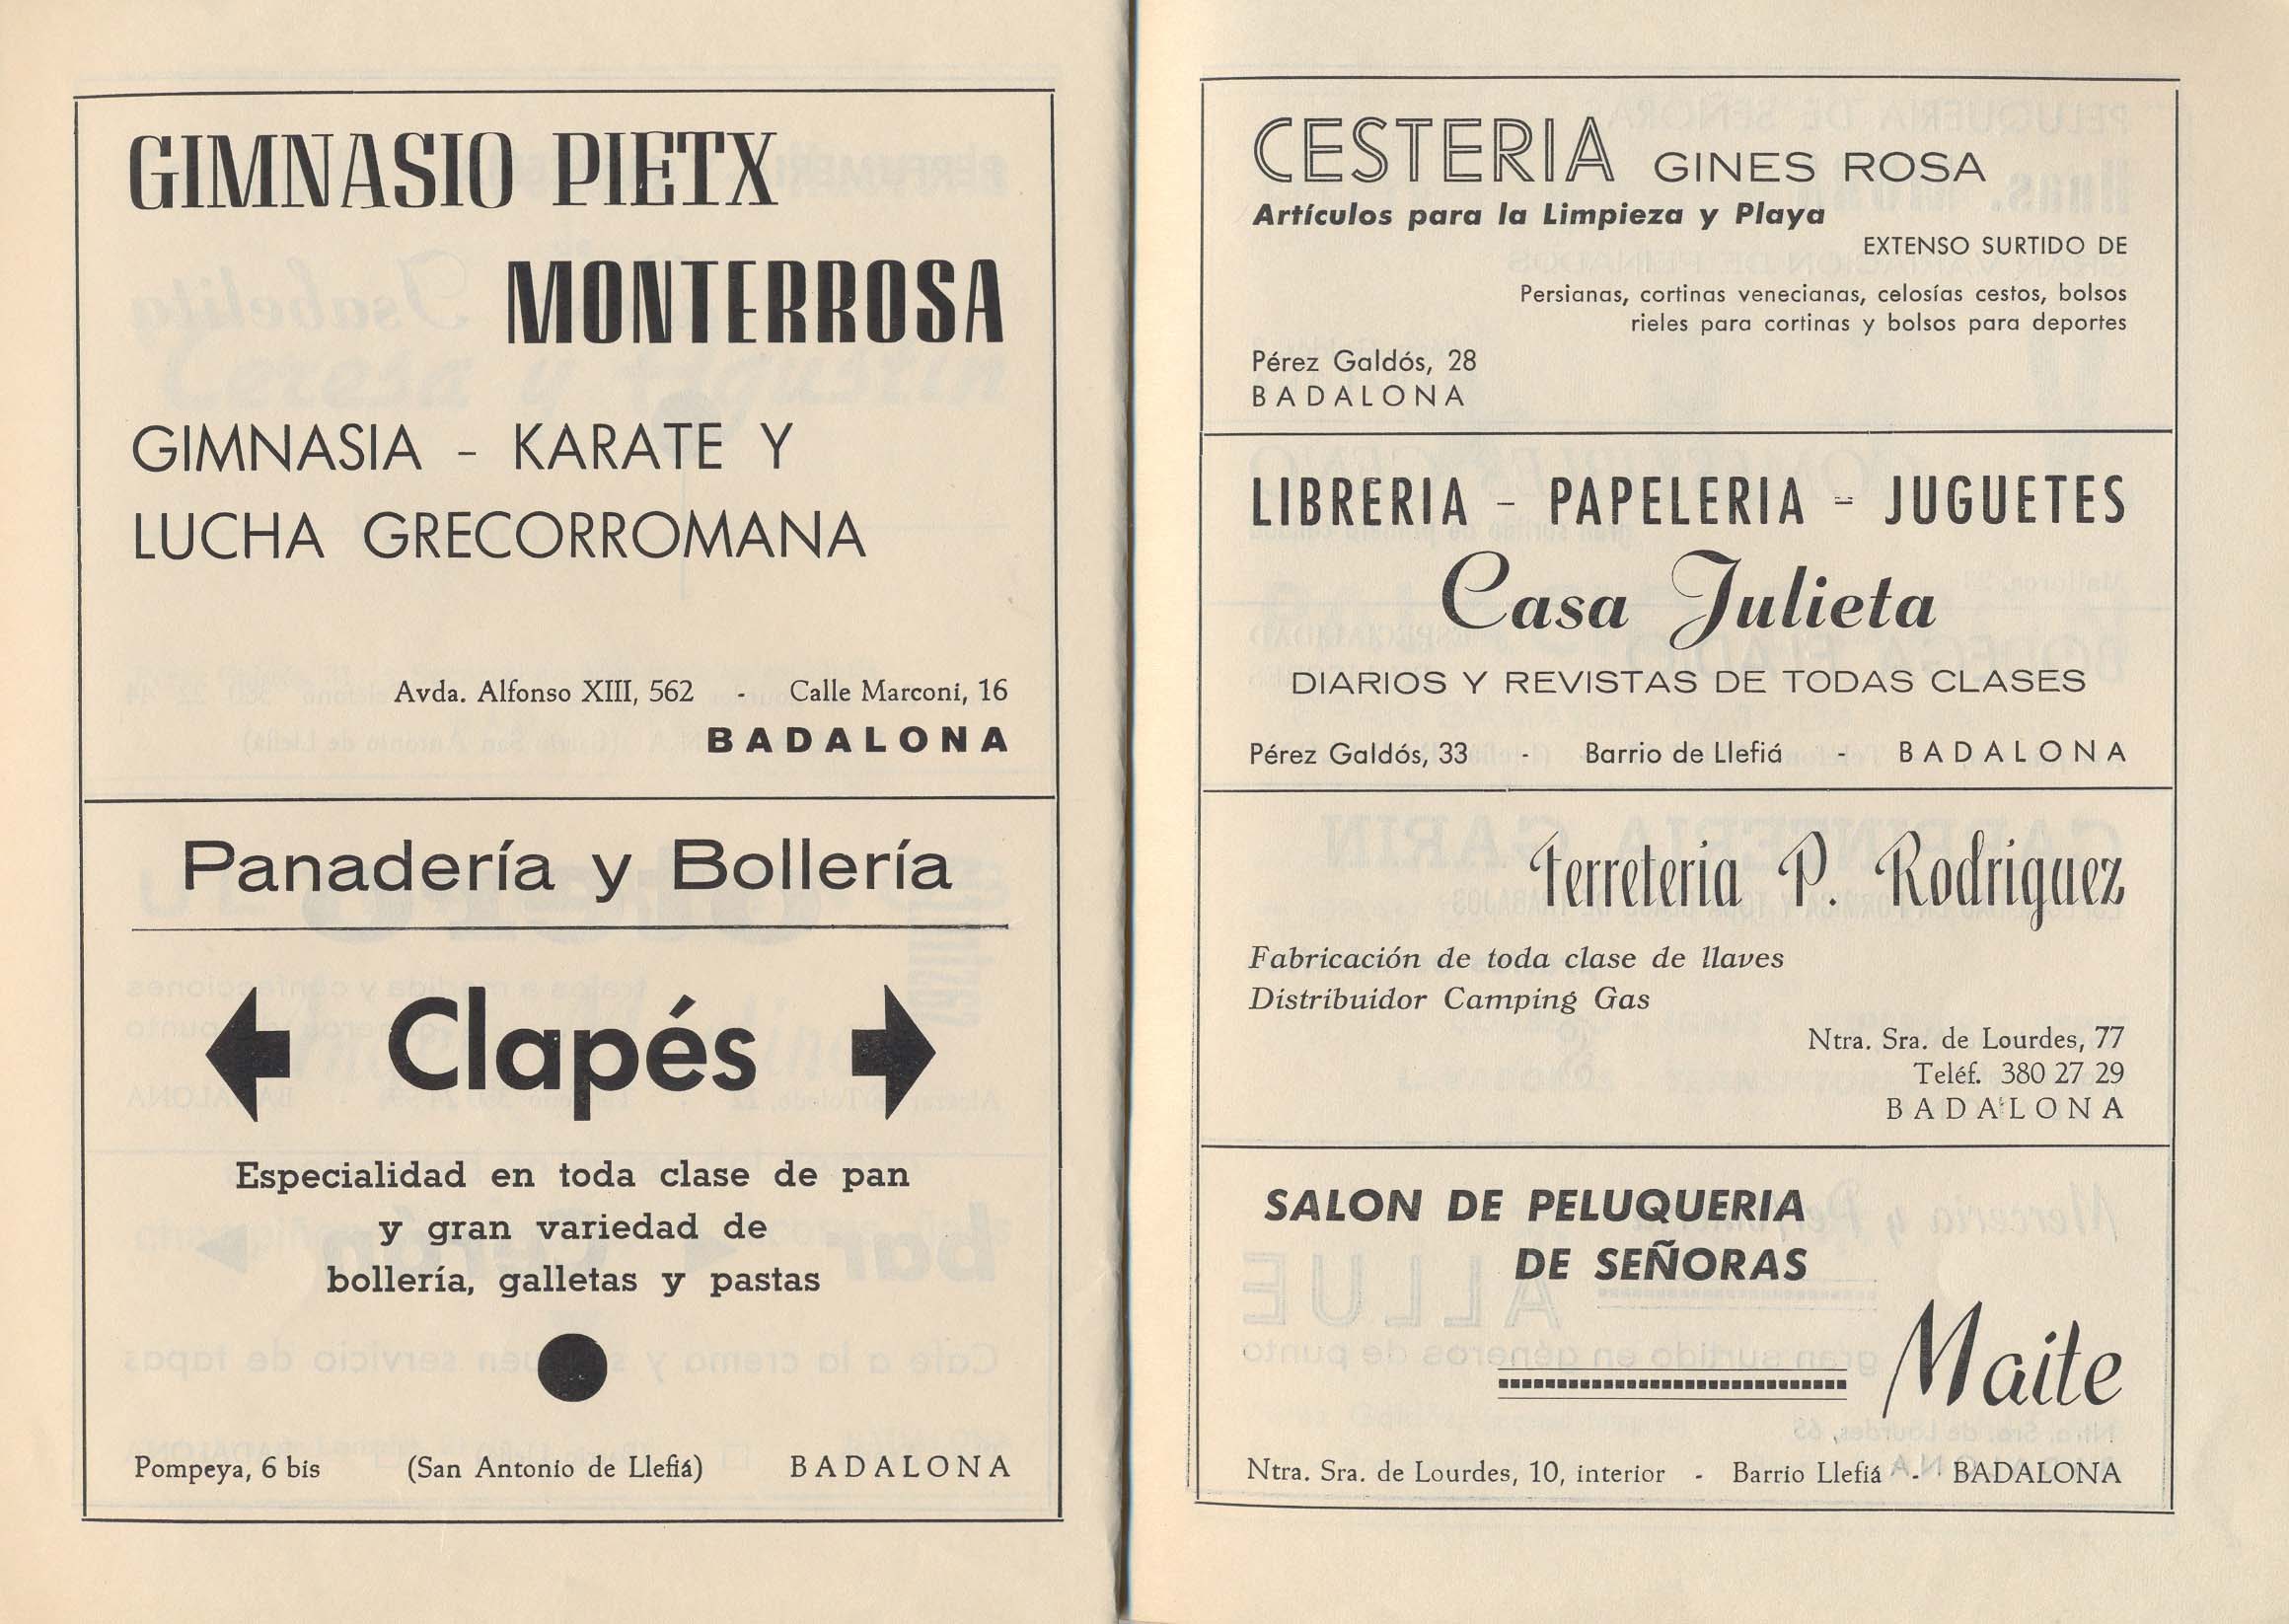 GIMNASIO PIETX
MONTERROSA
GIMNASIA - KARATE Y
LUCHA GRECORROMANA
Avda. Alfonso XIII, 562 - Calle Marconi, 16
BADALONA
Panadería y Bollería
Clapés
Especialidad en toda clase de pan
y gran variedad de
bollería, galletas y pastas
Pompeya, 6 bis (San Antonio de Llefiá) BADALONA
CESTERIA GINES ROSA
Artículos para la Limpieza y Playa
EXTENSO SURTIDO DE
Persianas, cortinas venecianas, celosías cestos, bolsos
rieles para cortinas y bolsos para deportes
Pérez Galdós, 28
BADALONA
LIBRERIA - PAPELERIA - JUGUETES
Casa Julieta
DIARIOS Y REVISTAS DE TODAS CLASES
Pérez Galdós, 33 - Barrio de Llefiá - BADALONA
Ferreteria P. Rodriguez
Fabricación de toda clase de llaves
Distribuidor Camping Gas
Ntra. Sra. de Lourdes, 77
Teléf. 380 27 29
BADALONA
SALON DE PELUQUERIA
DE SEÑORAS
Maite
Ntra. Sra. de Lourdes, 10, interior - Barrio Llefiá - BADALONA